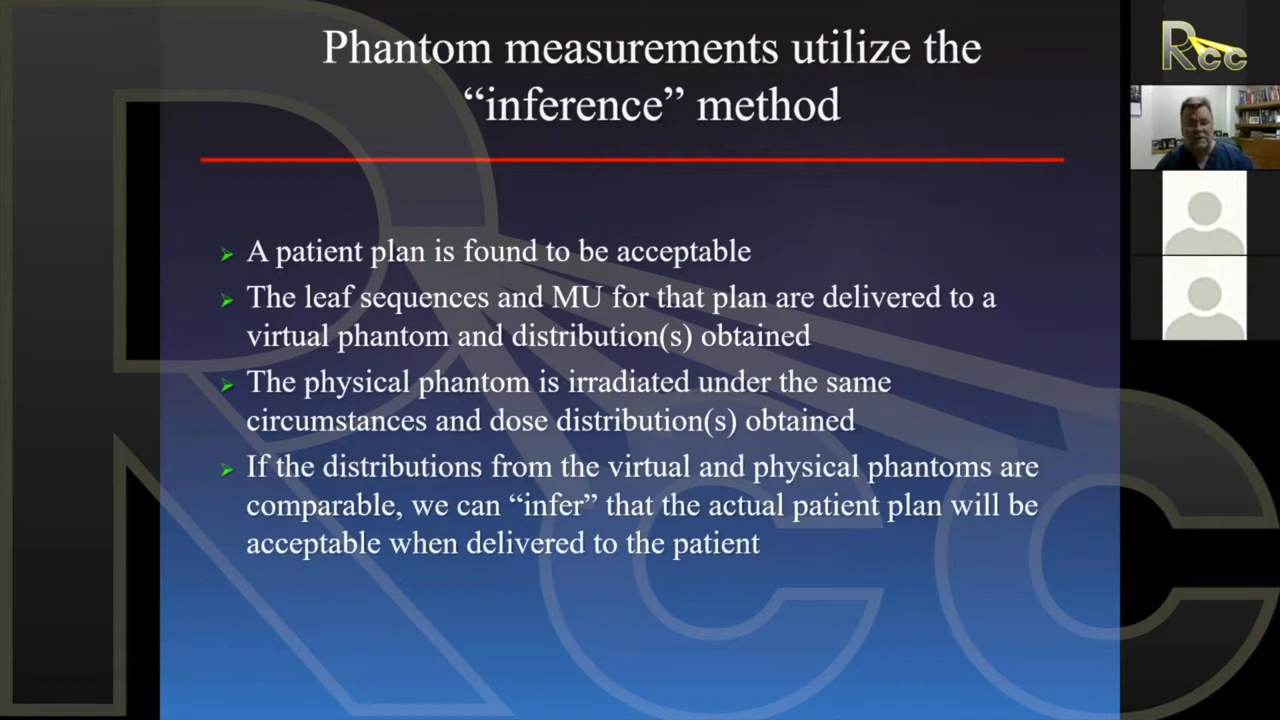 Phantom measurements utilize the
“inference” method
A patient plan is found to be acceptable
The leaf sequences and MU for that plan are delivered to a
virtual phantom and distribution(s) obtained
The physical phantom is irradiated under the same
circumstances and dose distribution(s) obtained
If the distributions from the virtual and physical phantoms are
comparable, we can “infer” that the actual patient plan will be
acceptable when delivered to the patient
Rcc
Rcc